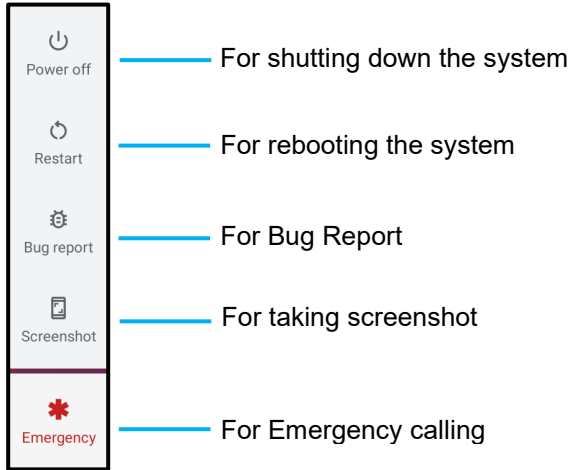 Power off
For shutting down the system
Restart
For rebooting the system
Bug report
For Bug Report
Screenshot
For taking screenshot
Emergency
For Emergency calling